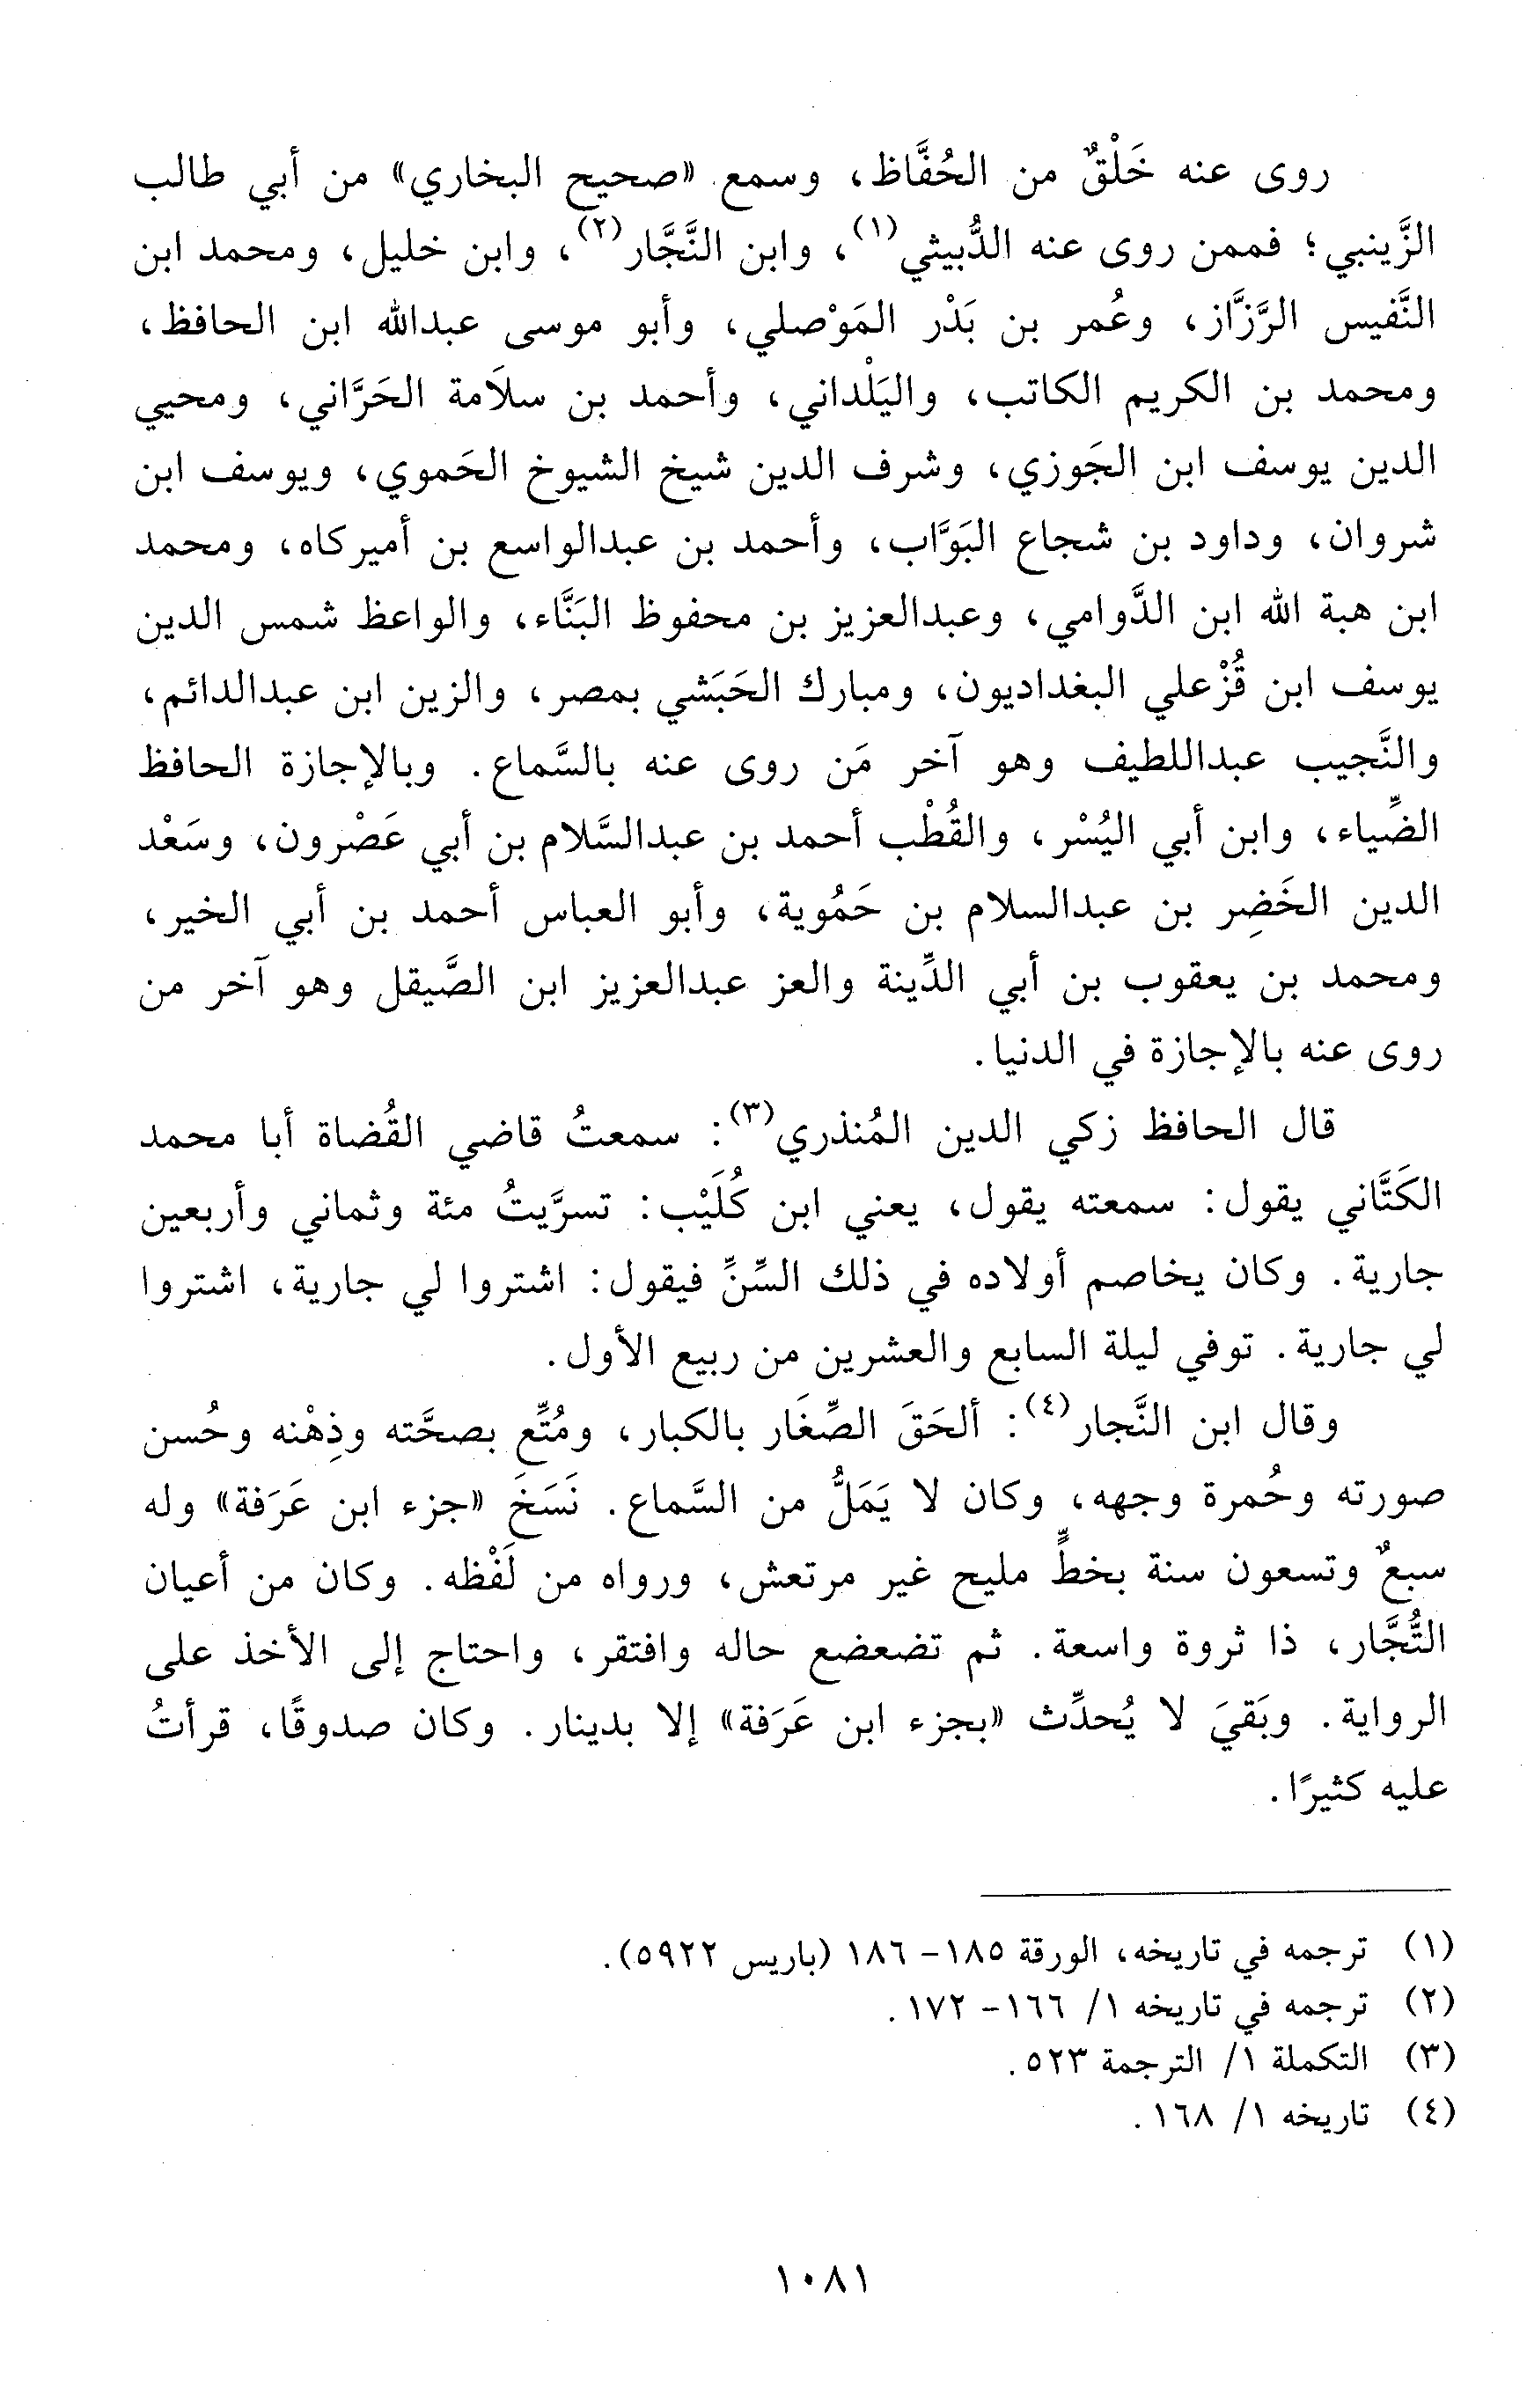 روى عنه خَلْقٌ من الحُفَّاظ، وسمع «صحيح البخاري» من أبي طالب
الزَّينبي؛ فممن روى عنه الدُّبيثي(١)، وابن النَّجَّار(٢)، وابن خليل، ومحمد ابن
النَّفيس الرَّزَّاز، وعُمر بن بَدْر المَوْصلي، وأبو موسى عبدالله ابن الحافظ،
ومحمد بن الكريم الكاتب، واليَلْداني، وأحمد بن سلاَمة الحَرَّاني، ومحيي
الدين يوسف ابن الجَوزي، وشرف الدين شيخ الشيوخ الحَموي، ويوسف ابن
شروان، وداود بن شجاع البَوَّاب، وأحمد بن عبدالواسع بن أميركاه، ومحمد
ابن هبة الله ابن الدَّوامي، وعبدالعزيز بن محفوظ البَنَّاء، والواعظ شمس الدين
يوسف ابن قُزْعلي البغداديون، ومبارك الحَبَشي بمصر، والزين ابن عبدالدائم،
والنَّجيب عبداللطيف وهو آخر مَن روى عنه بالسَّماع. وبالإجازة الحافظ
الضِّياء، وابن أبي اليُسْر، والقُطْب أحمد بن عبدالسَّلام بن أبي عَصْرون، وسَعْد
الدين الخَضِر بن عبدالسلام بن حَمُوية، وأبو العباس أحمد بن أبي الخير،
ومحمد بن يعقوب بن أبي الدِّينة والعز عبدالعزيز ابن الصَّيقل وهو آخر من
روى عنه بالإجازة في الدنيا.
قال الحافظ زكي الدين المُنذري(٣): سمعتُ قاضي القُضاة أبا محمد
الكَتَّاني يقول: سمعته يقول، يعني ابن كُلَيْب: تسرَّيتُ مئة وثماني وأربعين
جارية. وكان يخاصم أولاده في ذلك السِّنِّ فيقول: اشتروا لي جارية، اشتروا
لي جارية. توفي ليلة السابع والعشرين من ربيع الأول.
وقال ابن النَّجار(٤): ألحَقَ الصِّغَار بالكبار، ومُتِّع بصحَّته وذِهْنه وحُسن
صورته وحُمرة وجهه، وكان لا يَمَلُّ من السَّماع. نَسَخَ «جزء ابن عَرَفة» وله
سبعٌ وتسعون سنة بخطٍّ مليح غير مرتعش، ورواه من لَفْظه. وكان من أعيان
التُّجَّار، ذا ثروة واسعة. ثم تضعضع حاله وافتقر، واحتاج إلى الأخذ على
الرواية. وبَقيَ لا يُحدِّث «بجزء ابن عَرَفة» إلا بدينار. وكان صدوقًا، قرأتُ
عليه كثيرًا.
(١) ترجمه في تاريخه، الورقة ١٨٥- ١٨٦ (باريس ٥٩٢٢).
(٢) ترجمه في تاريخه ١/ ١٦٦- ١٧٢.
(٣) التكملة ١/ الترجمة ٥٢٣.
(٤) تاريخه ١/ ١٦٨.
١٠٨١